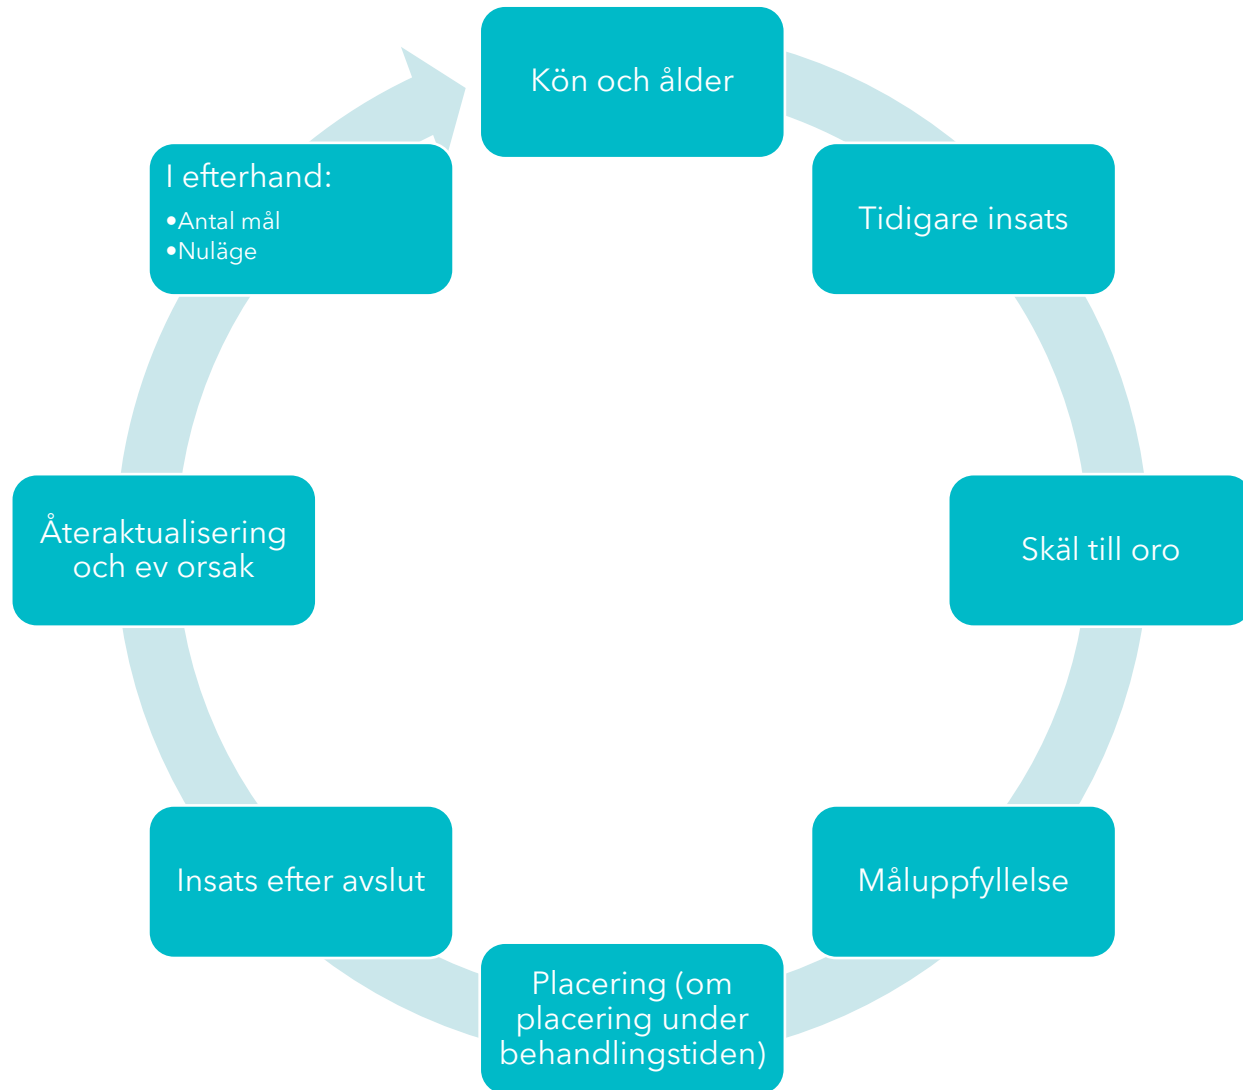 Kön och ålder
Tidigare insats
Skäl till oro
Måluppfyllelse
Placering (om
placering under
behandlingstiden)
Insats efter avslut
Återaktualisering
och ev orsak
I efterhand:
•Antal mål
•Nuläge